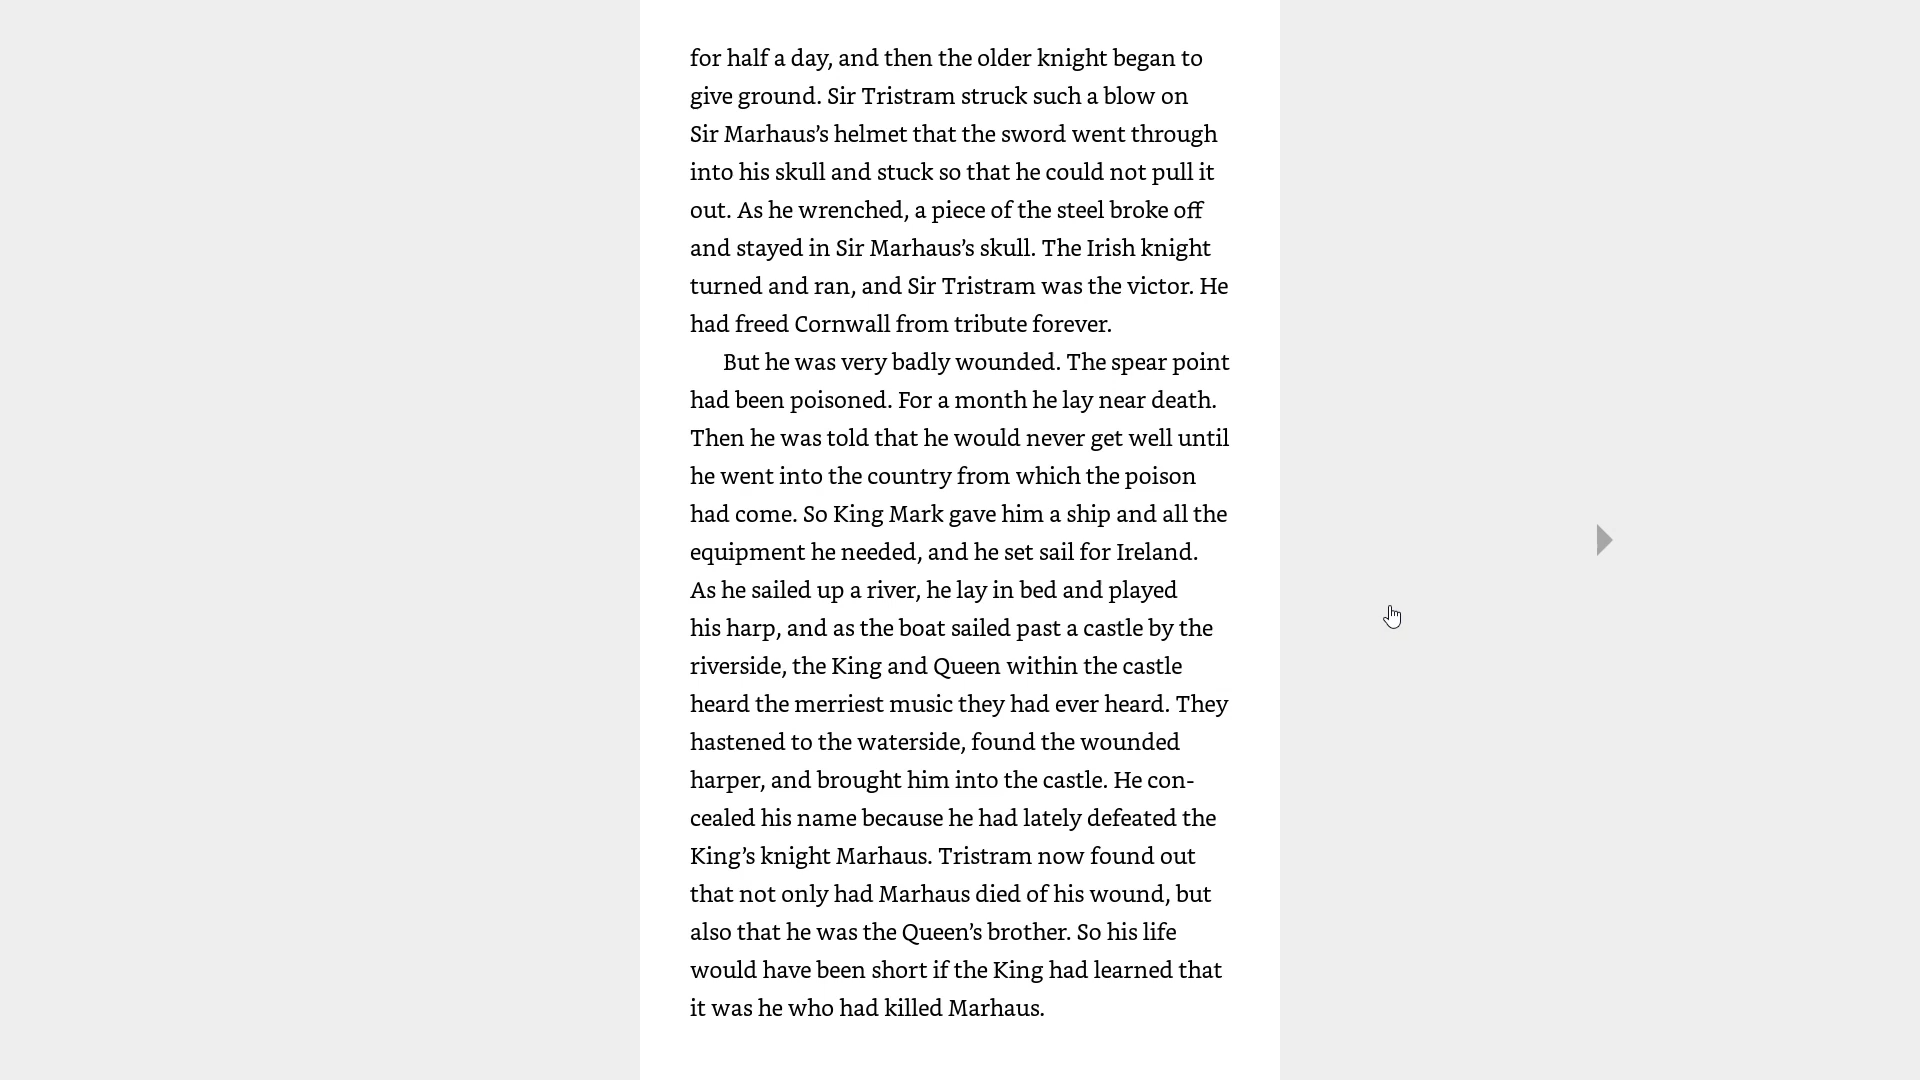 for half a day, and then the older knight began to
give ground. Sir Tristram struck such a blow on
Sir Marhaus’s helmet that the sword went through
into his skull and stuck so that he could not pull it
out. As he wrenched, a piece of the steel broke off
and stayed in Sir Marhaus’s skull. The Irish knight
turned and ran, and Sir Tristram was the victor. He
had freed Cornwall from tribute forever.
But he was very badly wounded. The spear point
had been poisoned. For a month he lay near death.
Then he was told that he would never get well until
he went into the country from which the poison
had come. So King Mark gave him a ship and all the
equipment he needed, and he set sail for Ireland.
As he sailed up a river, he lay in bed and played
his harp, and as the boat sailed past a castle by the
riverside, the King and Queen within the castle
heard the merriest music they had ever heard. They
hastened to the waterside, found the wounded
harper, and brought him into the castle. He con-
cealed his name because he had lately defeated the
King’s knight Marhaus. Tristram now found out
that not only had Marhaus died of his wound, but
also that he was the Queen’s brother. So his life
would have been short if the King had learned that
it was he who had killed Marhaus.